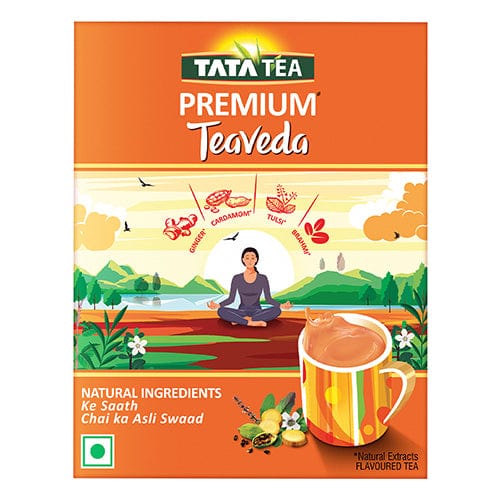 TATA TEA
PREMIUM*
Teaveda
GINGER* CARDAMOM* TULSI* BRAHMI*
NATURAL INGREDIENTS
Ke Saath
Chai ka Asli Swaad
*Natural Extracts
FLAVOURED TEA